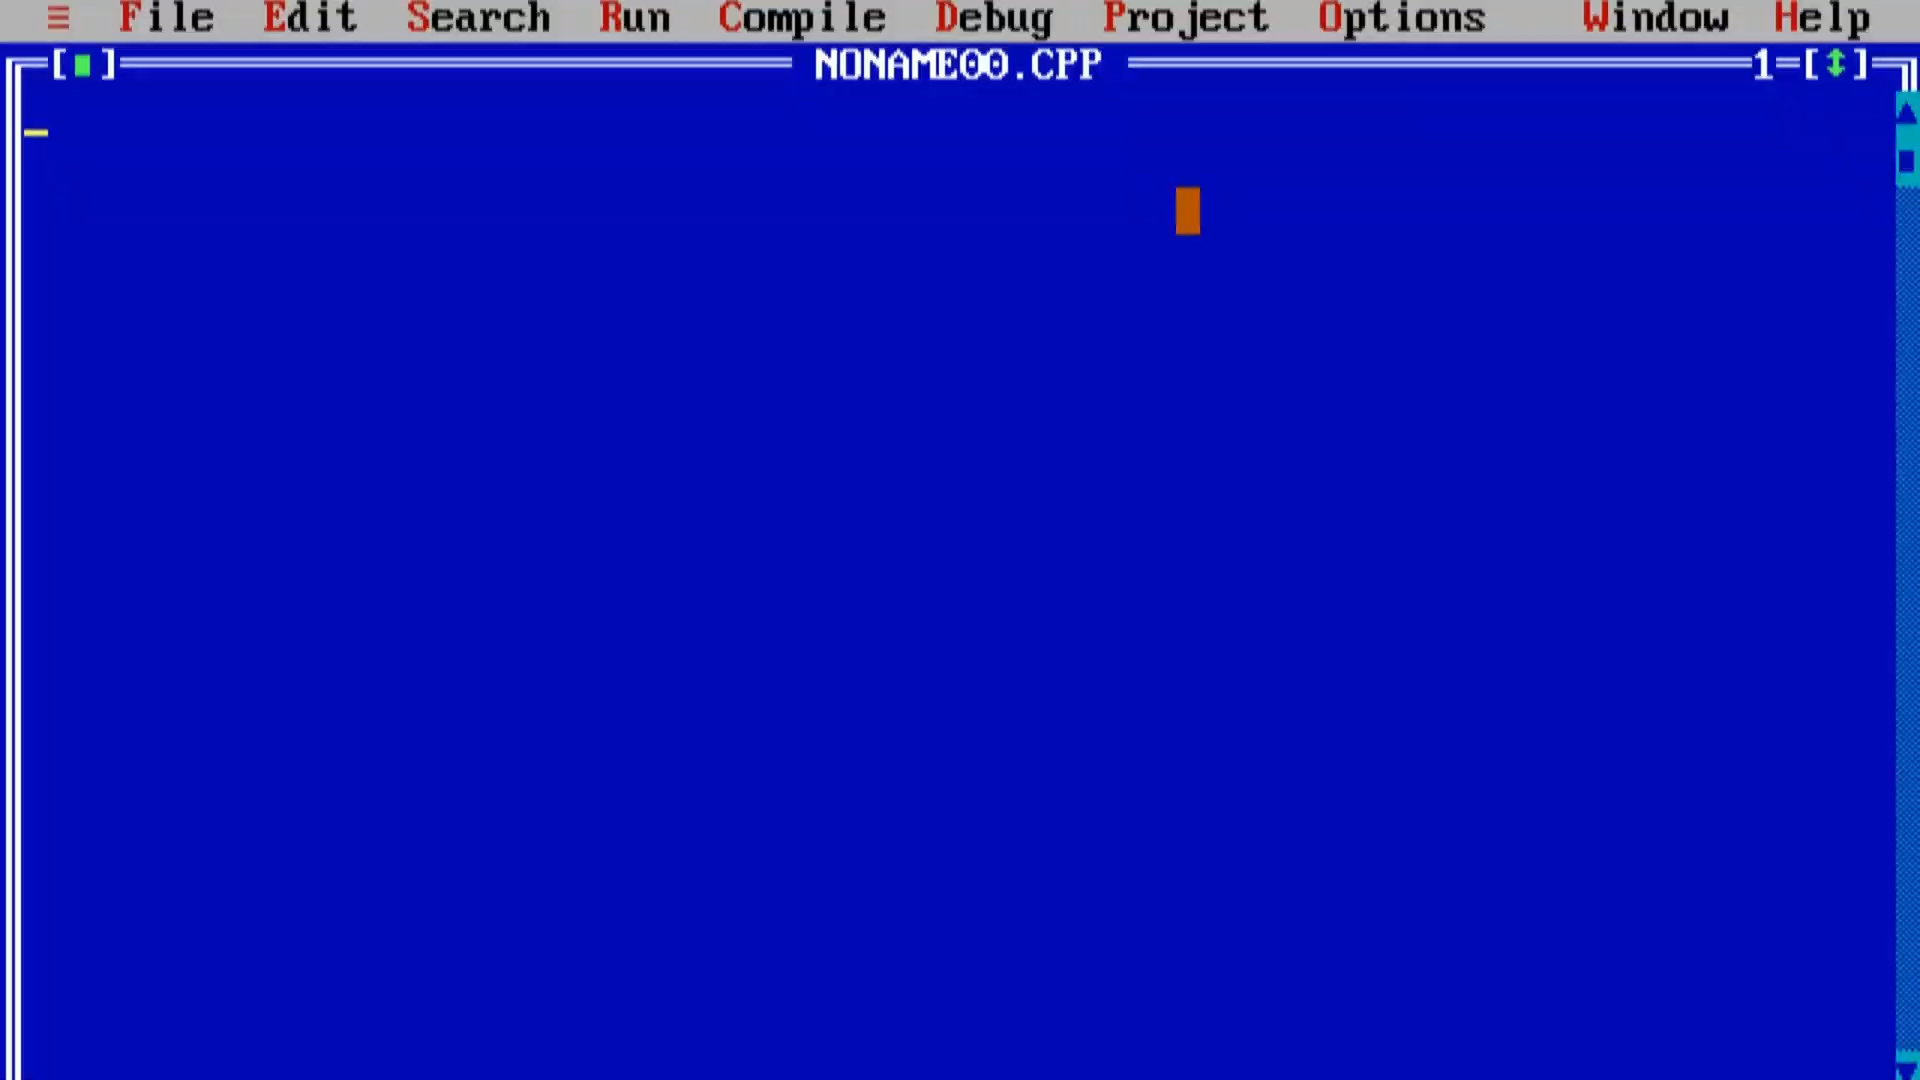 ≡ File Edit Search Run Compile Debug Project Options Window Help
[■] NONAME00.CPP 1=[↕]